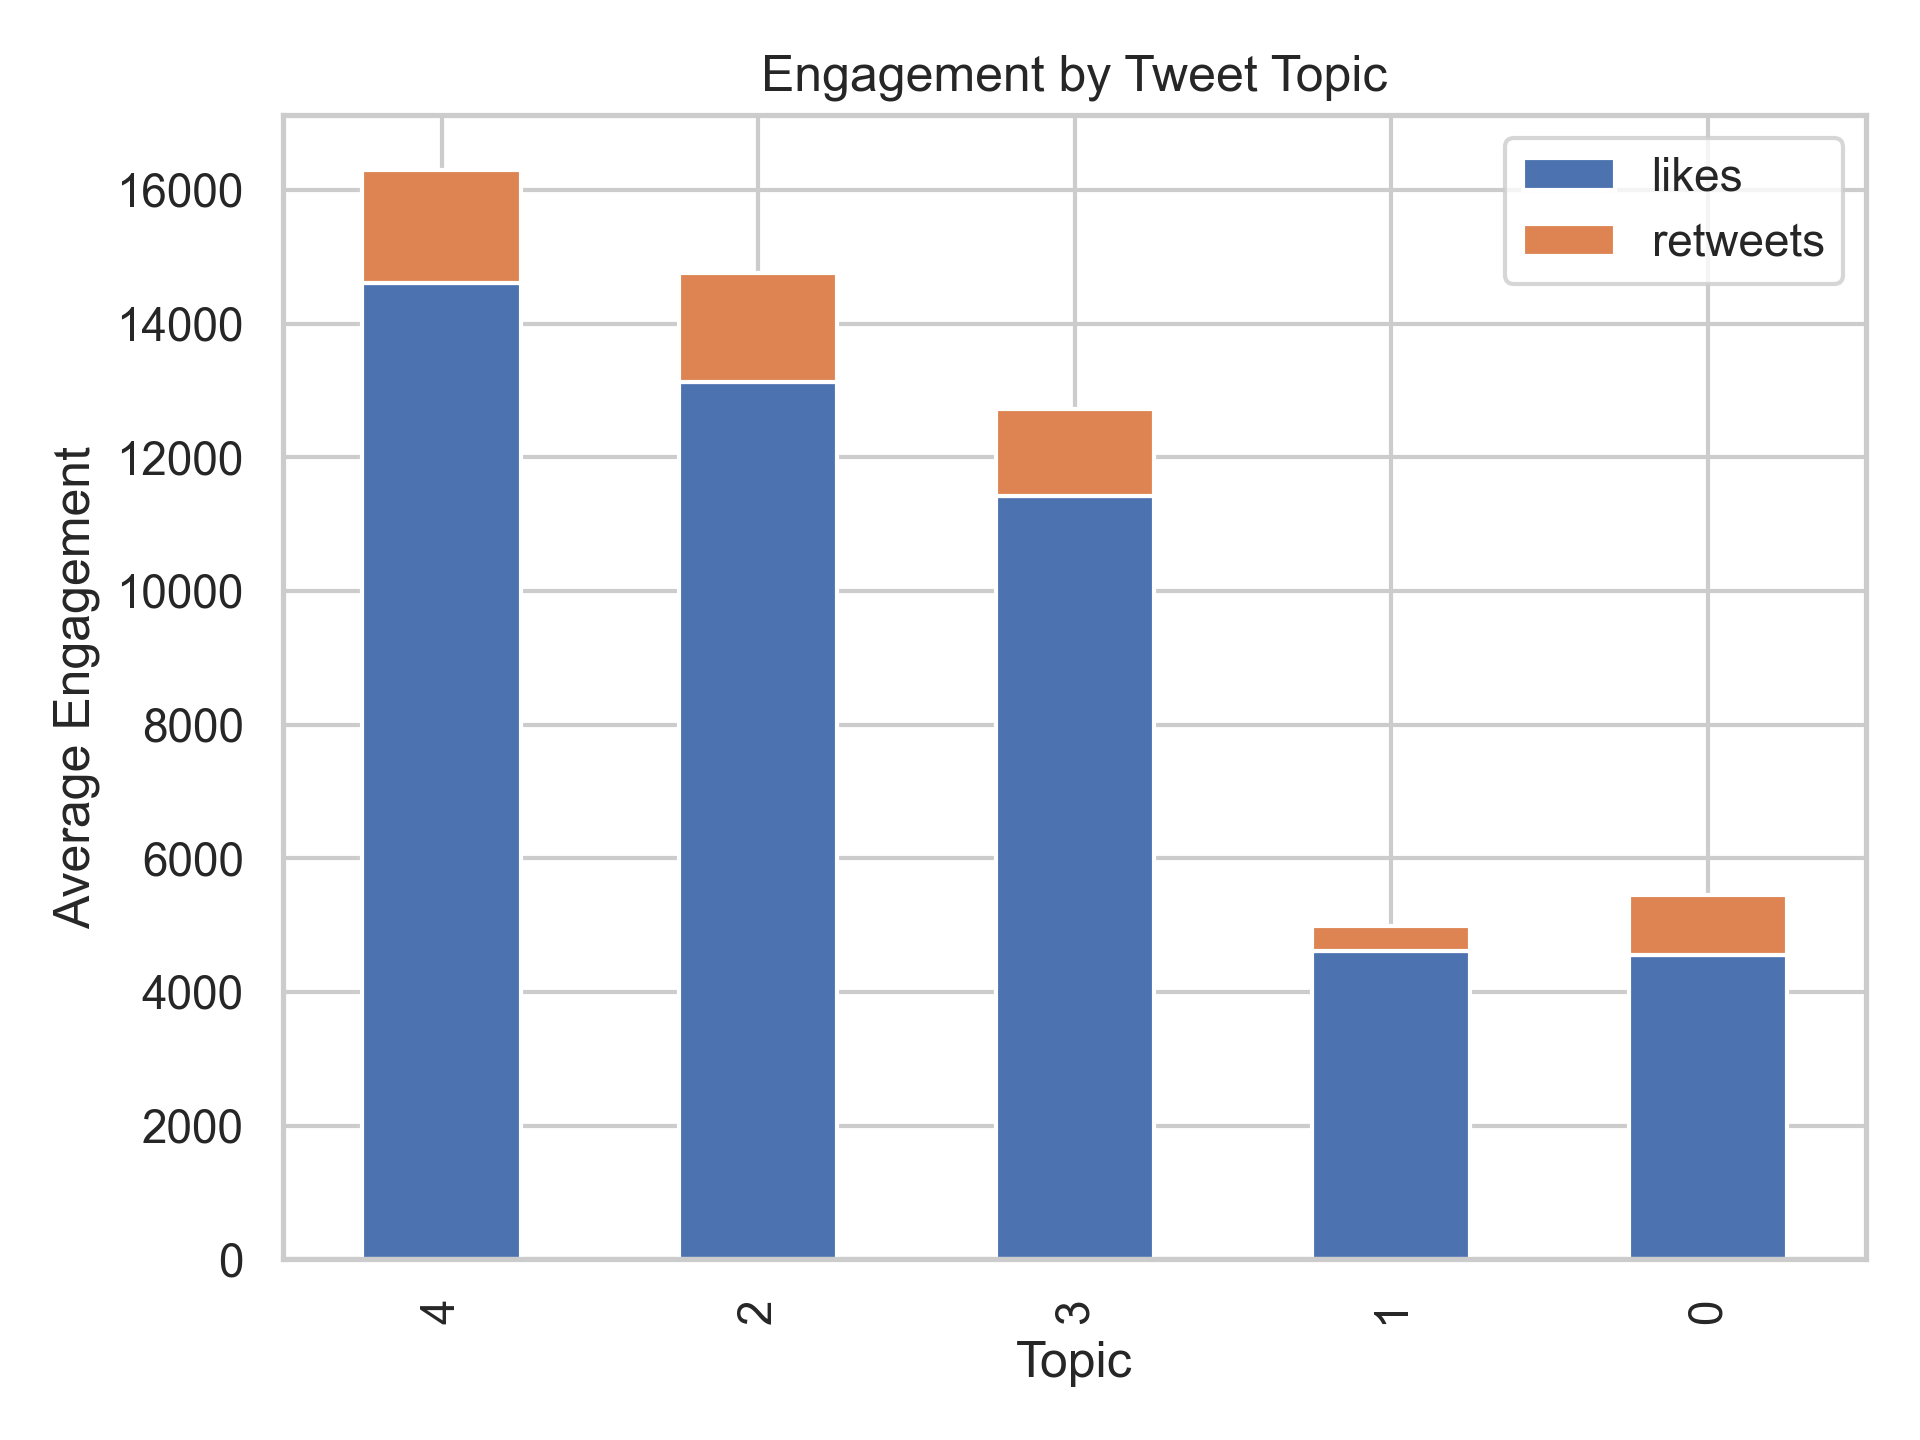 Engagement by Tweet Topic
likes
retweets
Average Engagement
16000
14000
12000
10000
8000
6000
4000
2000
0
4 2 3 1 0
Topic